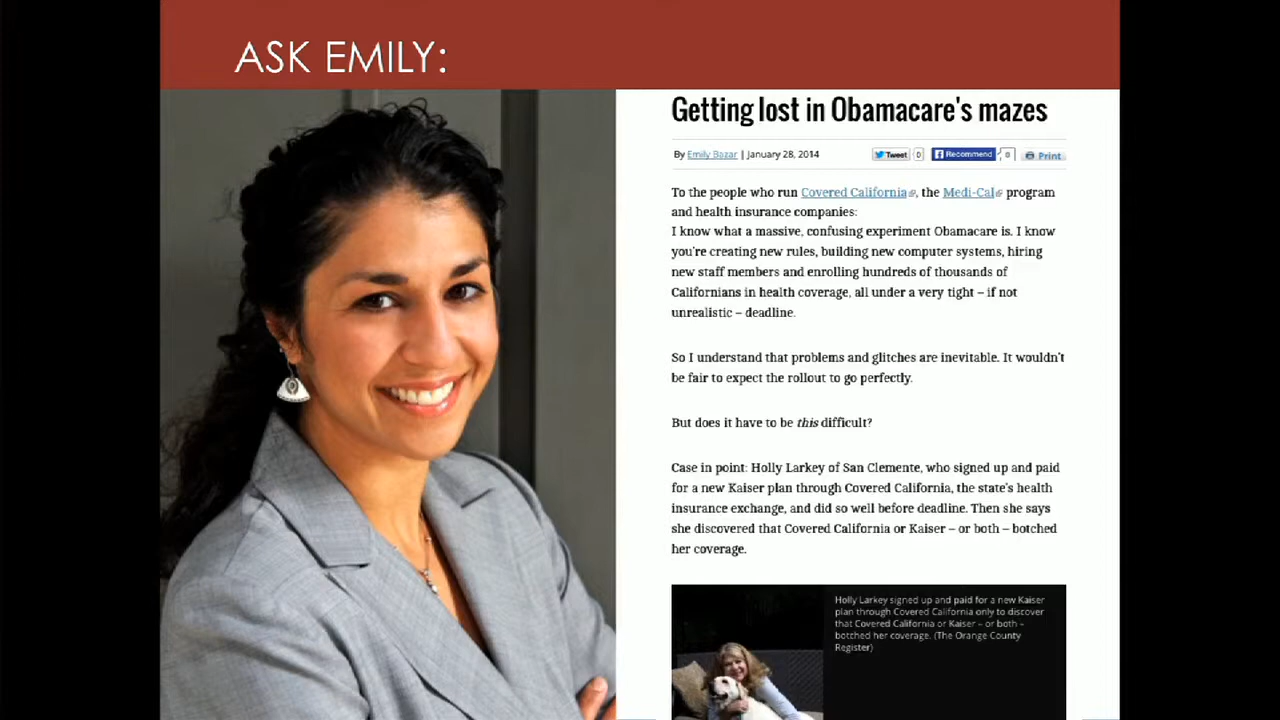 ASK EMILY:
Getting lost in Obamacare's mazes
By Emily Bazar | January 28, 2014
Tweet 0 Recommend 0 Print
To the people who run Covered California, the Medi-Cal program
and health insurance companies:
I know what a massive, confusing experiment Obamacare is. I know
you're creating new rules, building new computer systems, hiring
new staff members and enrolling hundreds of thousands of
Californians in health coverage, all under a very tight – if not
unrealistic – deadline.
So I understand that problems and glitches are inevitable. It wouldn't
be fair to expect the rollout to go perfectly.
But does it have to be this difficult?
Case in point: Holly Larkey of San Clemente, who signed up and paid
for a new Kaiser plan through Covered California, the state's health
insurance exchange, and did so well before deadline. Then she says
she discovered that Covered California or Kaiser – or both – botched
her coverage.
Holly Larkey signed up and paid for a new Kaiser
plan through Covered California only to discover
that Covered California or Kaiser – or both –
botched her coverage. (The Orange County
Register)